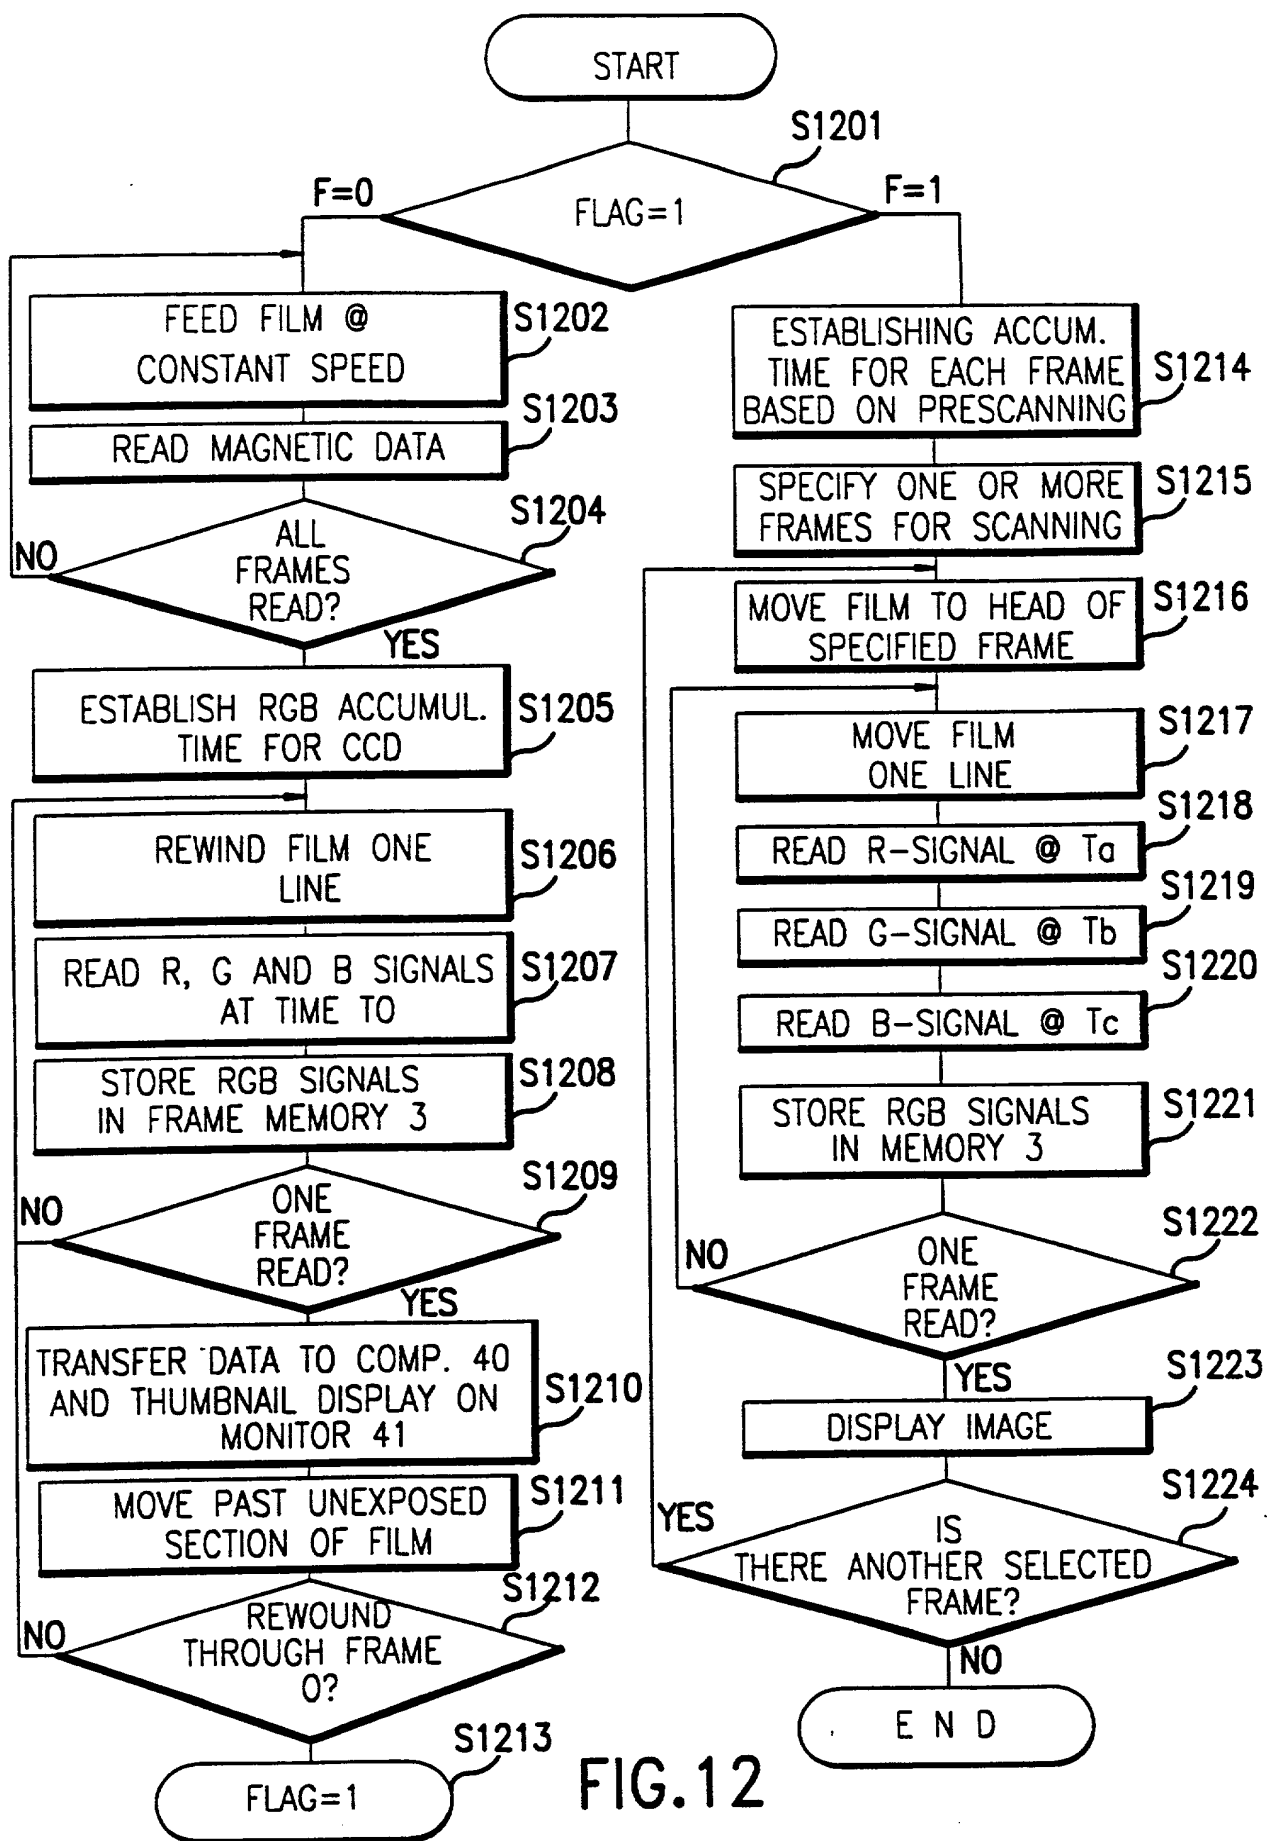 START
S1201
F=0
F=1
FLAG=1
FEED FILM @
CONSTANT SPEED
S1202
READ MAGNETIC DATA
S1203
ALL
FRAMES
READ?
S1204
NO
YES
ESTABLISH RGB ACCUMUL.
TIME FOR CCD
S1205
REWIND FILM ONE
LINE
S1206
READ R, G AND B SIGNALS
AT TIME TO
S1207
STORE RGB SIGNALS
IN FRAME MEMORY 3
S1208
ONE
FRAME
READ?
S1209
NO
YES
TRANSFER DATA TO COMP. 40
AND THUMBNAIL DISPLAY ON
MONITOR 41
S1210
MOVE PAST UNEXPOSED
SECTION OF FILM
S1211
REWOUND
THROUGH FRAME
0?
S1212
NO
FLAG=1
S1213
ESTABLISHING ACCUM.
TIME FOR EACH FRAME
BASED ON PRESCANNING
S1214
SPECIFY ONE OR MORE
FRAMES FOR SCANNING
S1215
MOVE FILM TO HEAD OF
SPECIFIED FRAME
S1216
MOVE FILM
ONE LINE
S1217
READ R-SIGNAL @ Ta
S1218
READ G-SIGNAL @ Tb
S1219
READ B-SIGNAL @ Tc
S1220
STORE RGB SIGNALS
IN MEMORY 3
S1221
ONE
FRAME
READ?
S1222
NO
YES
DISPLAY IMAGE
S1223
IS
THERE ANOTHER SELECTED
FRAME?
S1224
YES
NO
E N D
FIG.12